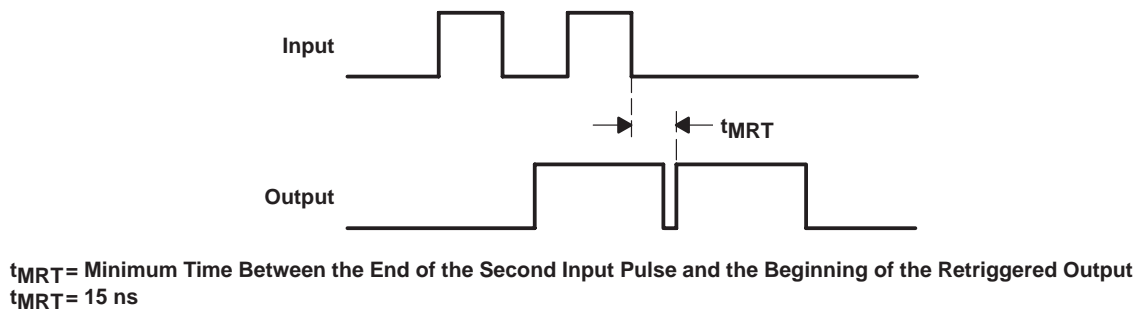 Input
tMRT
Output
tMRT= Minimum Time Between the End of the Second Input Pulse and the Beginning of the Retriggered Output
tMRT= 15 ns